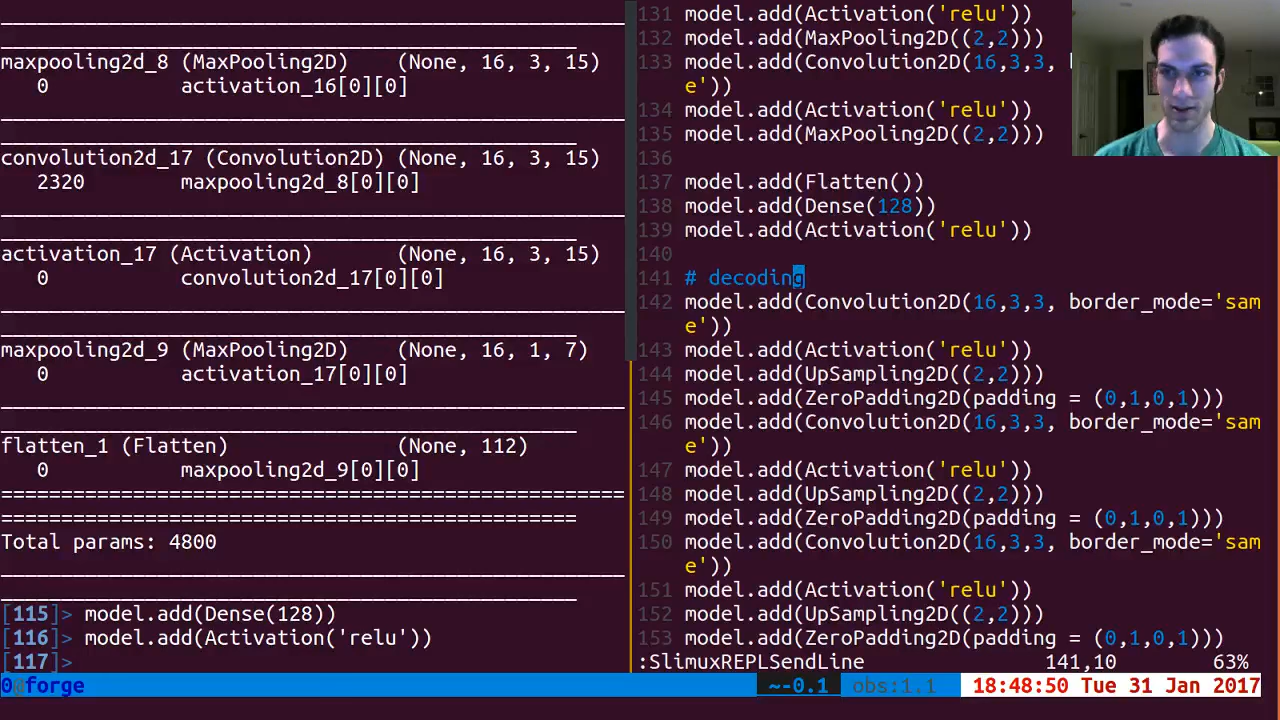 maxpooling2d_8 (MaxPooling2D)    (None, 16, 3, 15)
0           activation_16[0][0]
convolution2d_17 (Convolution2D) (None, 16, 3, 15)
2320        maxpooling2d_8[0][0]
activation_17 (Activation)       (None, 16, 3, 15)
0           convolution2d_17[0][0]
maxpooling2d_9 (MaxPooling2D)    (None, 16, 1, 7)
0           activation_17[0][0]
flatten_1 (Flatten)              (None, 112)
0           maxpooling2d_9[0][0]
====================================================
================================================
Total params: 4800
[115]> model.add(Dense(128))
[116]> model.add(Activation('relu'))
[117]>
131 model.add(Activation('relu'))
132 model.add(MaxPooling2D((2,2)))
133 model.add(Convolution2D(16,3,3, b
e'))
134 model.add(Activation('relu'))
135 model.add(MaxPooling2D((2,2)))
136
137 model.add(Flatten())
138 model.add(Dense(128))
139 model.add(Activation('relu'))
140
141 # decoding
142 model.add(Convolution2D(16,3,3, border_mode='sam
e'))
143 model.add(Activation('relu'))
144 model.add(UpSampling2D((2,2)))
145 model.add(ZeroPadding2D(padding = (0,1,0,1)))
146 model.add(Convolution2D(16,3,3, border_mode='sam
e'))
147 model.add(Activation('relu'))
148 model.add(UpSampling2D((2,2)))
149 model.add(ZeroPadding2D(padding = (0,1,0,1)))
150 model.add(Convolution2D(16,3,3, border_mode='sam
e'))
151 model.add(Activation('relu'))
152 model.add(UpSampling2D((2,2)))
153 model.add(ZeroPadding2D(padding = (0,1,0,1)))
:SlimuxREPLSendLine 141,10 63%
0@forge ~-0.1 obs:1.1 18:48:50 Tue 31 Jan 2017